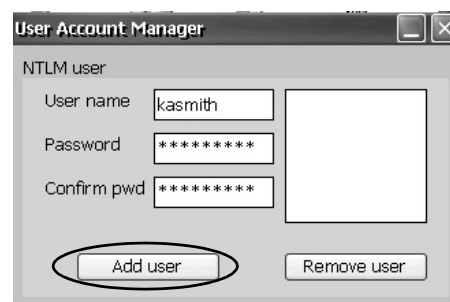 User Account Manager
NTLM user
User name kasmith
Password *********
Confirm pwd *********
Add user Remove user